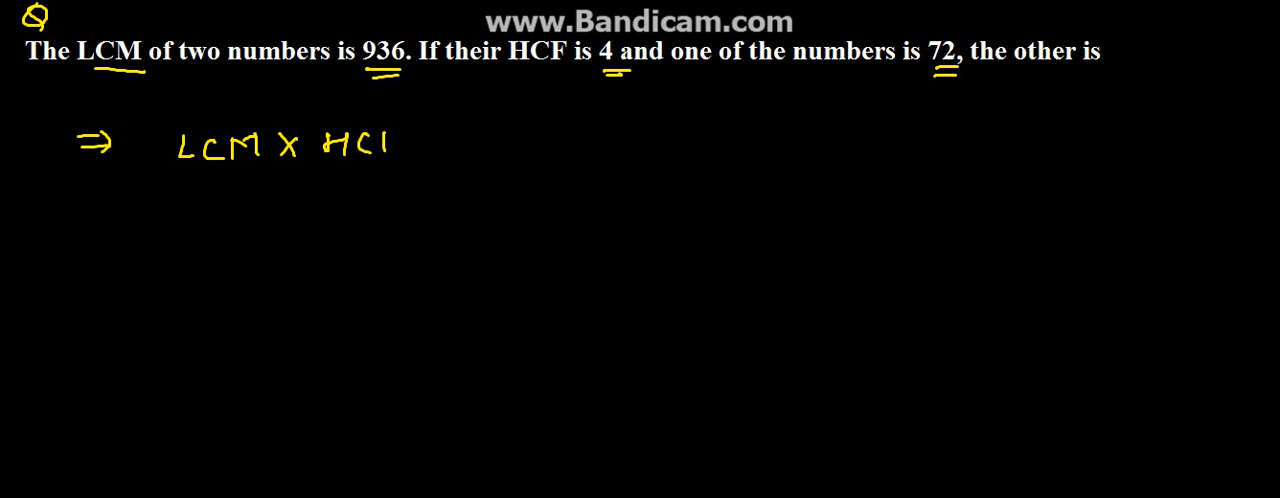 www.Bandicam.com
Q
The LCM of two numbers is 936. If their HCF is 4 and one of the numbers is 72, the other is
⇒ LCM X HCI